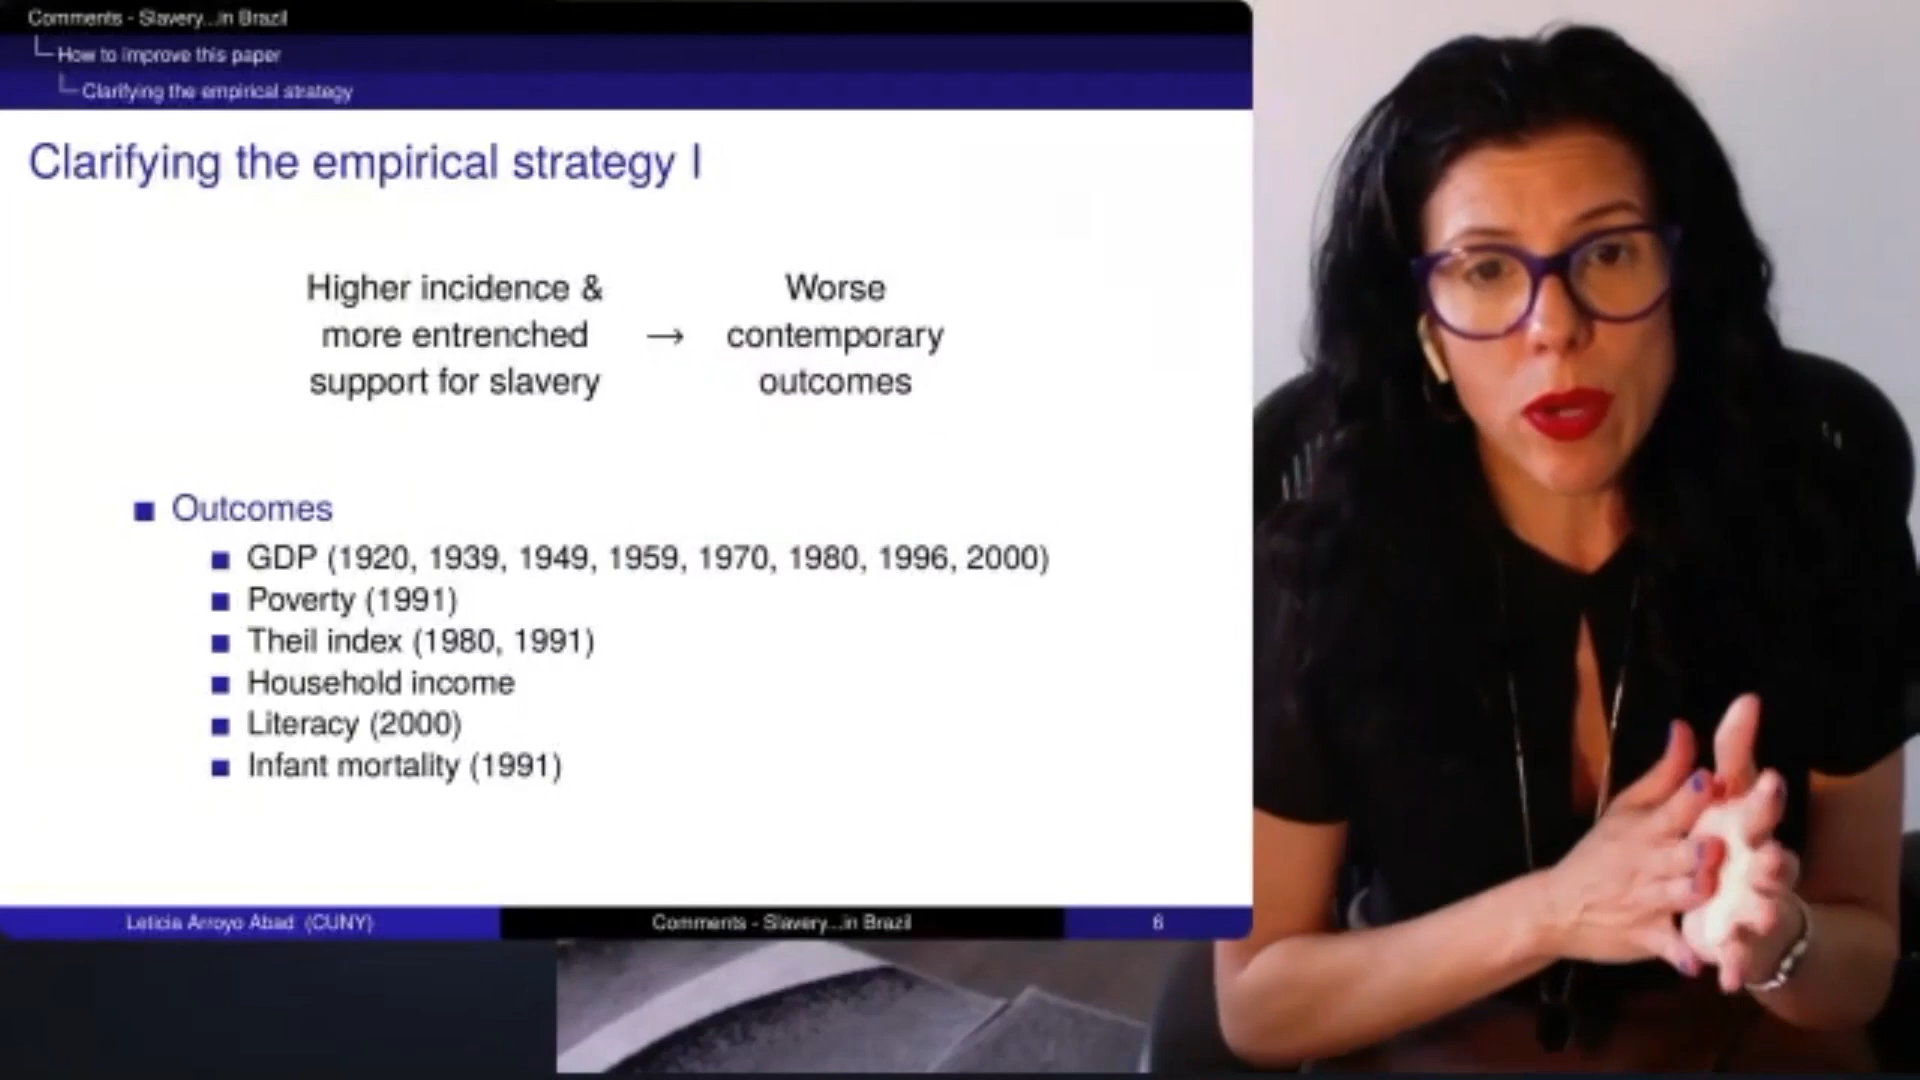 Comments - Slavery...in Brazil
How to improve this paper
Clarifying the empirical strategy
Clarifying the empirical strategy I
Higher incidence &
more entrenched
support for slavery
→
Worse
contemporary
outcomes
Outcomes
GDP (1920, 1939, 1949, 1959, 1970, 1980, 1996, 2000)
Poverty (1991)
Theil index (1980, 1991)
Household income
Literacy (2000)
Infant mortality (1991)
Leticia Arroyo Abad (CUNY)
Comments - Slavery...in Brazil
6